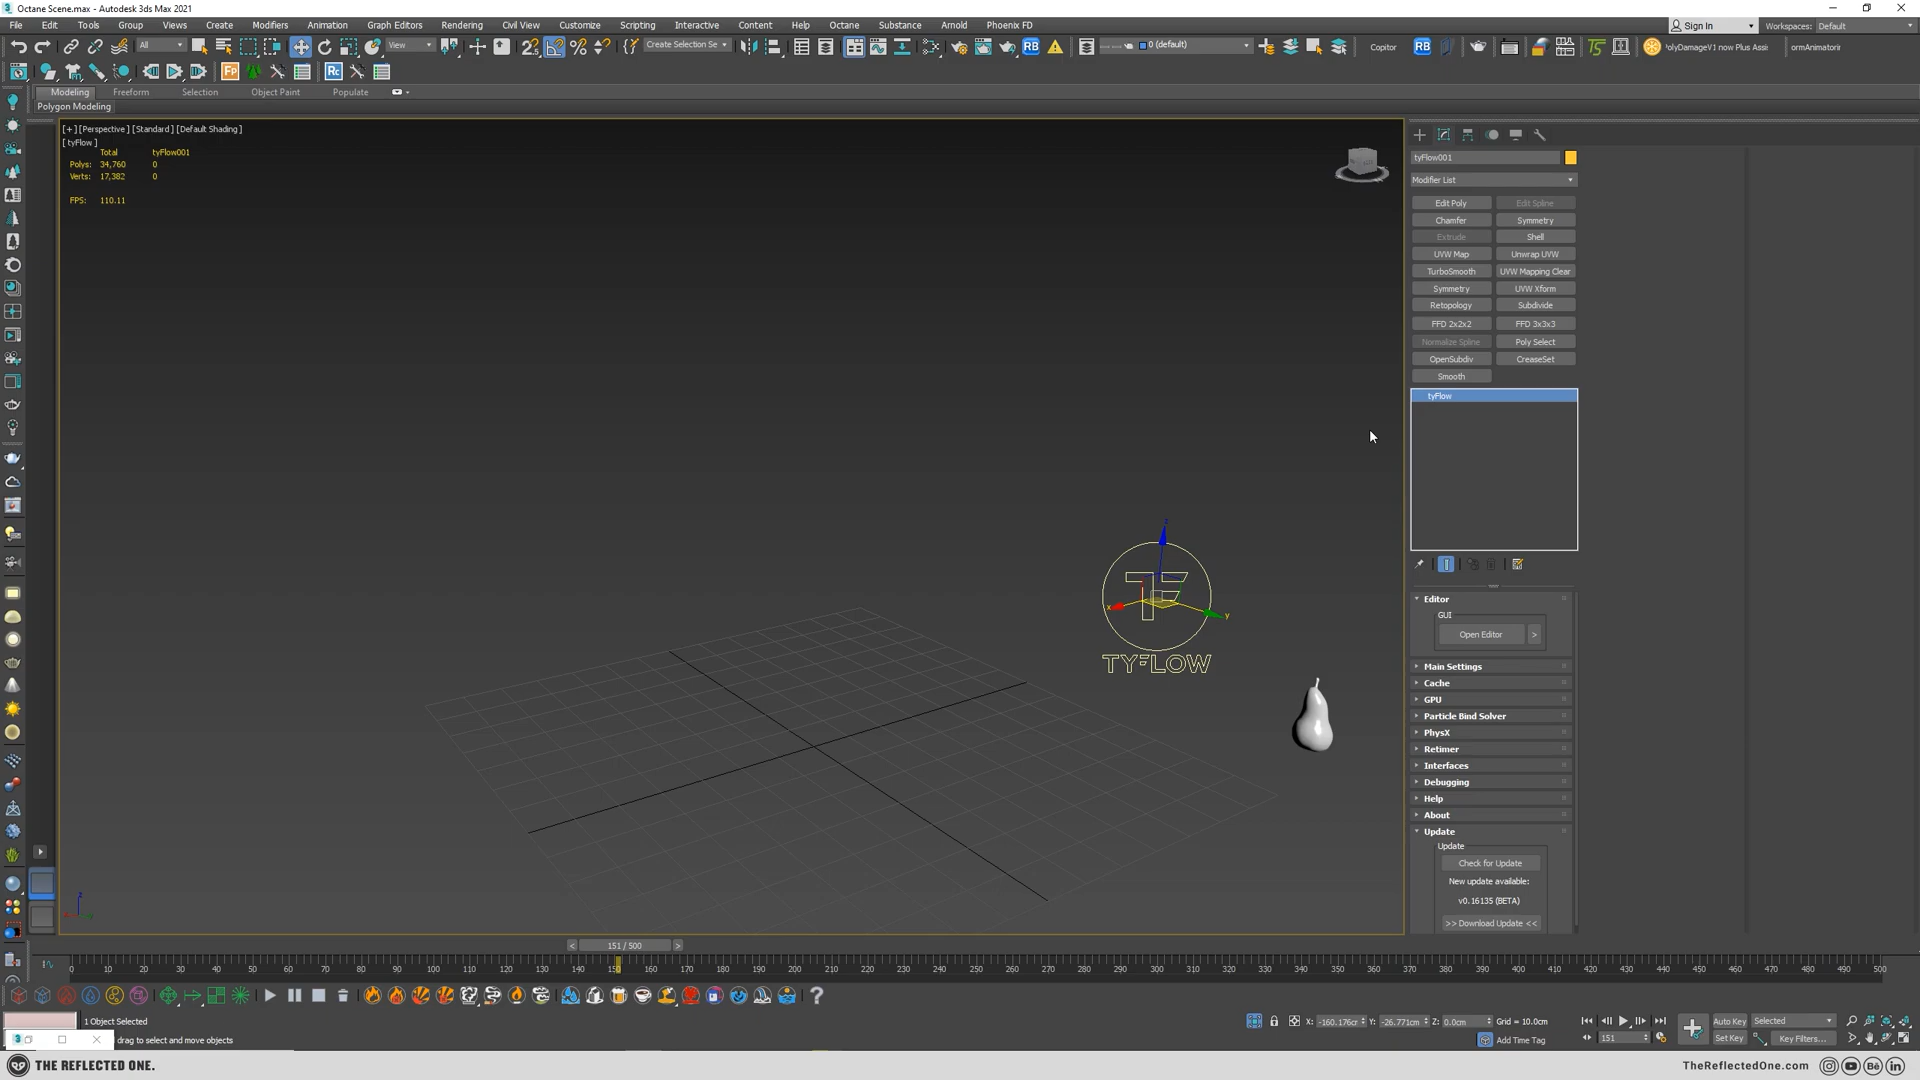 Octane Scene.max - Autodesk 3ds Max 2021
File Edit Tools Group Views Create Modifiers Animation Graph Editors Rendering Civil View Customize Scripting Interactive Content Help Octane Substance Arnold Phoenix FD
Sign In Workspaces: Default
All View Create Selection Se RB 0 (default) Copitor RB olyDamageV1 now Plus Assis ormAnimatorir
Fp Rc
Modeling Freeform Selection Object Paint Populate
Polygon Modeling
[+] [Perspective] [Standard] [Default Shading]
[tyFlow]
Total tyFlow001
Polys: 34,760 0
Verts: 17,382 0
FPS: 110.11
tyFlow001
Modifier List
Edit Poly Edit Spline
Chamfer Symmetry
Extrude Shell
UVW Map Unwrap UVW
TurboSmooth UVW Mapping Clear
Symmetry UVW Xform
Retopology Subdivide
FFD 2x2x2 FFD 3x3x3
Normalize Spline Poly Select
OpenSubdiv CreaseSet
Smooth
tyFlow
z
x y
TYFLOW
Editor
GUI
Open Editor >
Main Settings
Cache
GPU
Particle Bind Solver
PhysX
Retimer
Interfaces
Debugging
Help
About
Update
Update
Check for Update
New update available:
v0.16135 (BETA)
>> Download Update <<
< 151 / 500 >
0 10 20 30 40 50 60 70 80 90 100 110 120 130 140 150 160 170 180 190 200 210 220 230 240 250 260 270 280 290 300 310 320 330 340 350 360 370 380 390 400 410 420 430 440 450 460 470 480 490 500
1 Object Selected
X: -160.176cr Y: -26.771cm Z: 0.0cm Grid = 10.0cm
Auto Key Selected
drag to select and move objects
Add Time Tag
151
Set Key Key Filters...
THE REFLECTED ONE.
TheReflectedOne.com